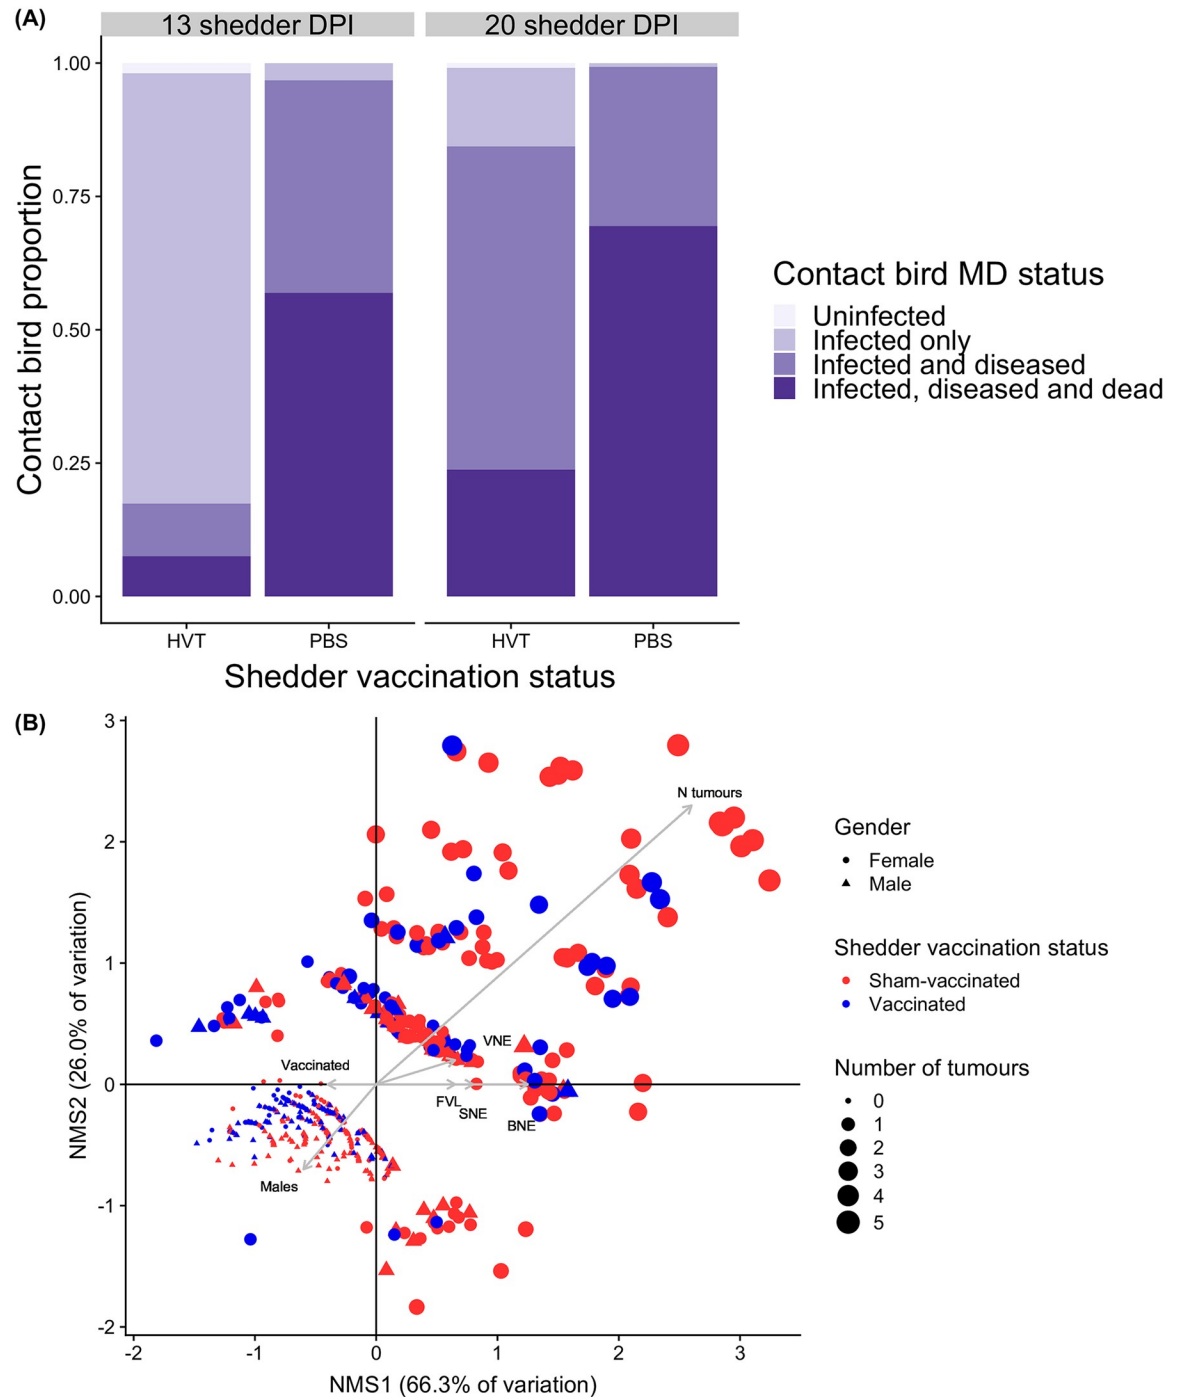 (A)
13 shedder DPI
20 shedder DPI
1.00
0.75
0.50
0.25
0.00
Contact bird proportion
HVT
PBS
HVT
PBS
Shedder vaccination status
Contact bird MD status
Uninfected
Infected only
Infected and diseased
Infected, diseased and dead
(B)
3
2
1
0
-1
-2
NMS2 (26.0% of variation)
N tumours
VNE
Vaccinated
FVL
SNE
BNE
Males
-2
-1
0
1
2
3
NMS1 (66.3% of variation)
Gender
Female
Male
Shedder vaccination status
Sham-vaccinated
Vaccinated
Number of tumours
0
1
2
3
4
5